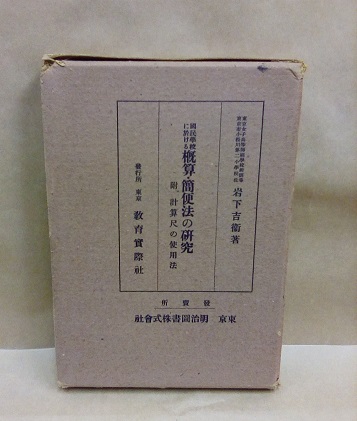 岩下吉衞著
國民學校に於ける 概算・簡便法の研究
附、計算尺の使用法
發行所 東京 敎育實際社
發賣所
東京 明治圖書株式會社